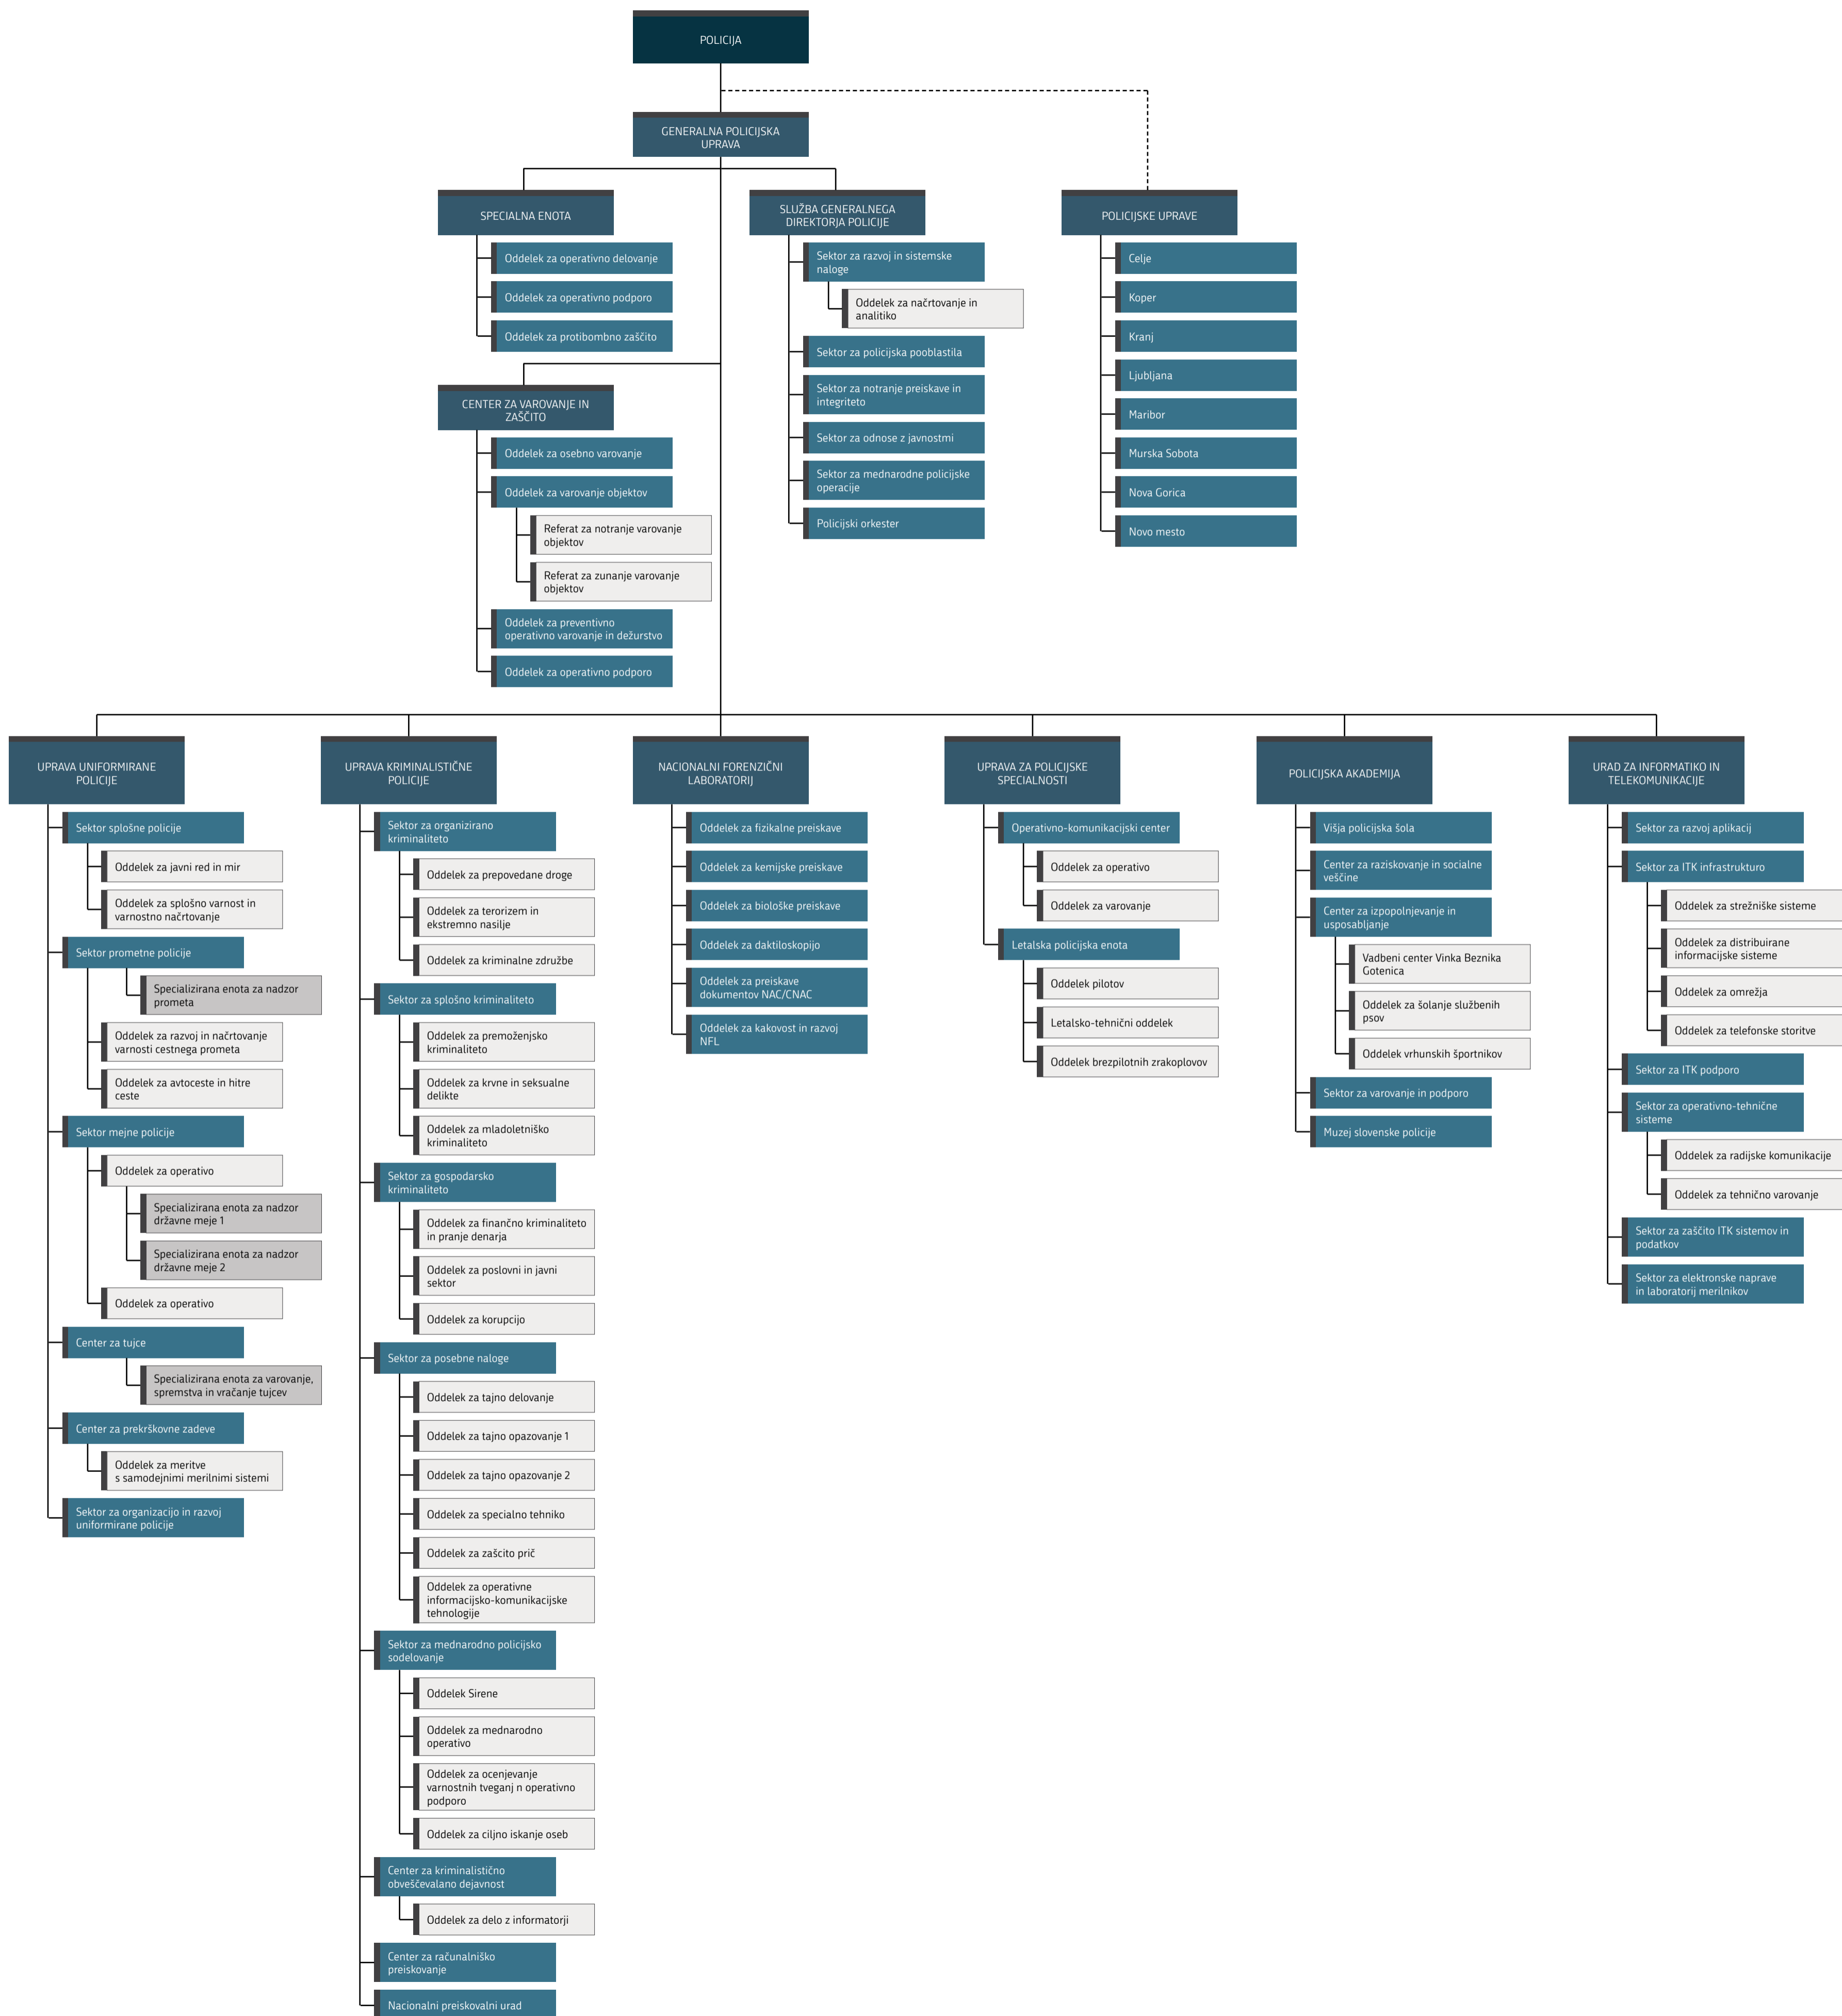 POLICIJA
GENERALNA POLICIJSKA
UPRAVA
SPECIALNA ENOTA
Oddelek za operativno delovanje
Oddelek za operativno podporo
Oddelek za protibombno zaščito
SLUŽBA GENERALNEGA
DIREKTORJA POLICIJE
Sektor za razvoj in sistemske
naloge
Oddelek za načrtovanje in
analitiko
Sektor za policijska pooblastila
Sektor za notranje preiskave in
integriteto
Sektor za odnose z javnostmi
Sektor za mednarodne policijske
operacije
Policijski orkester
POLICIJSKE UPRAVE
Celje
Koper
Kranj
Ljubljana
Maribor
Murska Sobota
Nova Gorica
Novo mesto
CENTER ZA VAROVANJE IN
ZAŠČITO
Oddelek za osebno varovanje
Oddelek za varovanje objektov
Referat za notranje varovanje
objektov
Referat za zunanje varovanje
objektov
Oddelek za preventivno
operativno varovanje in dežurstvo
Oddelek za operativno podporo
UPRAVA UNIFORMIRANE
POLICIJE
Sektor splošne policije
Oddelek za javni red in mir
Oddelek za splošno varnost in
varnostno načrtovanje
Sektor prometne policije
Specializirana enota za nadzor
prometa
Oddelek za razvoj in načrtovanje
varnosti cestnega prometa
Oddelek za avtoceste in hitre
ceste
Sektor mejne policije
Oddelek za operativo
Specializirana enota za nadzor
državne meje 1
Specializirana enota za nadzor
državne meje 2
Oddelek za operativo
Center za tujce
Specializirana enota za varovanje,
spremstva in vračanje tujcev
Center za prekrškovne zadeve
Oddelek za meritve
s samodejnimi merilnimi sistemi
Sektor za organizacijo in razvoj
uniformirane policije
UPRAVA KRIMINALISTIČNE
POLICIJE
Sektor za organizirano
kriminaliteto
Oddelek za prepovedane droge
Oddelek za terorizem in
ekstremno nasilje
Oddelek za kriminalne združbe
Sektor za splošno kriminaliteto
Oddelek za premoženjsko
kriminaliteto
Oddelek za krvne in seksualne
delikte
Oddelek za mladoletniško
kriminaliteto
Sektor za gospodarsko
kriminaliteto
Oddelek za finančno kriminaliteto
in pranje denarja
Oddelek za poslovni in javni
sektor
Oddelek za korupcijo
Sektor za posebne naloge
Oddelek za tajno delovanje
Oddelek za tajno opazovanje 1
Oddelek za tajno opazovanje 2
Oddelek za specialno tehniko
Oddelek za zašcito prič
Oddelek za operativne
informacijsko-komunikacijske
tehnologije
Sektor za mednarodno policijsko
sodelovanje
Oddelek Sirene
Oddelek za mednarodno
operativo
Oddelek za ocenjevanje
varnostnih tveganj n operativno
podporo
Oddelek za ciljno iskanje oseb
Center za kriminalistično
obveščevalano dejavnost
Oddelek za delo z informatorji
Center za računalniško
preiskovanje
Nacionalni preiskovalni urad
NACIONALNI FORENZIČNI
LABORATORIJ
Oddelek za fizikalne preiskave
Oddelek za kemijske preiskave
Oddelek za biološke preiskave
Oddelek za daktiloskopijo
Oddelek za preiskave
dokumentov NAC/CNAC
Oddelek za kakovost in razvoj
NFL
UPRAVA ZA POLICIJSKE
SPECIALNOSTI
Operativno-komunikacijski center
Oddelek za operativo
Oddelek za varovanje
Letalska policijska enota
Oddelek pilotov
Letalsko-tehnični oddelek
Oddelek brezpilotnih zrakoplovov
POLICIJSKA AKADEMIJA
Višja policijska šola
Center za raziskovanje in socialne
veščine
Center za izpopolnjevanje in
usposabljanje
Vadbeni center Vinka Beznika
Gotenica
Oddelek za šolanje službenih
psov
Oddelek vrhunskih športnikov
Sektor za varovanje in podporo
Muzej slovenske policije
URAD ZA INFORMATIKO IN
TELEKOMUNIKACIJE
Sektor za razvoj aplikacij
Sektor za ITK infrastrukturo
Oddelek za strežniške sisteme
Oddelek za distribuirane
informacijske sisteme
Oddelek za omrežja
Oddelek za telefonske storitve
Sektor za ITK podporo
Sektor za operativno-tehnične
sisteme
Oddelek za radijske komunikacije
Oddelek za tehnično varovanje
Sektor za zaščito ITK sistemov in
podatkov
Sektor za elektronske naprave
in laboratorij merilnikov